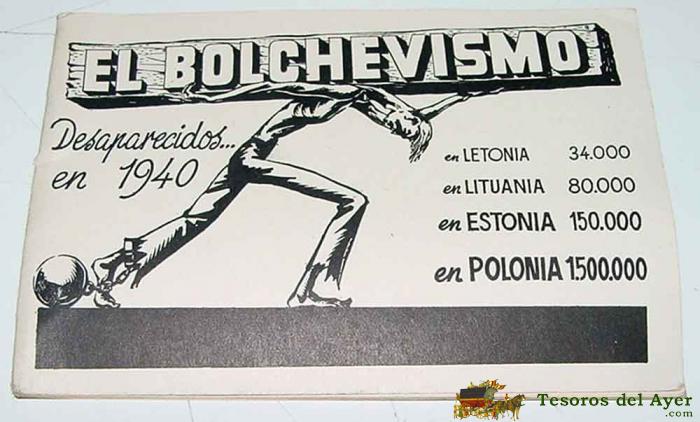 EL BOLCHEVISMO
Desaparecidos...
en 1940
en LETONIA 34.000
en LITUANIA 80.000
en ESTONIA 150.000
en POLONIA 1.500.000
Tesoros del Ayer
.com